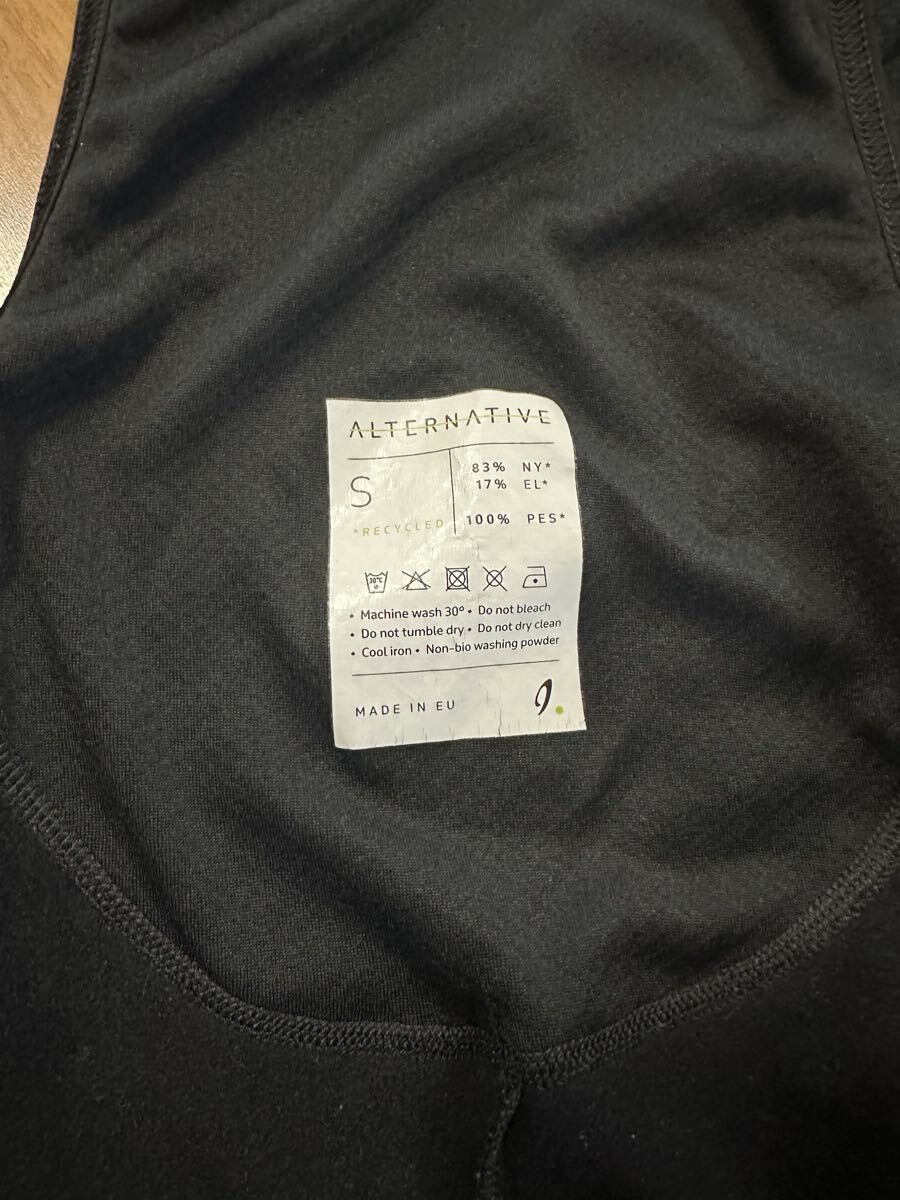 ALTERNATIVE
S
*RECYCLED
83% NY*
17% EL*
100% PES*
30°C
• Machine wash 30º • Do not bleach
• Do not tumble dry • Do not dry clean
• Cool iron • Non-bio washing powder
MADE IN EU